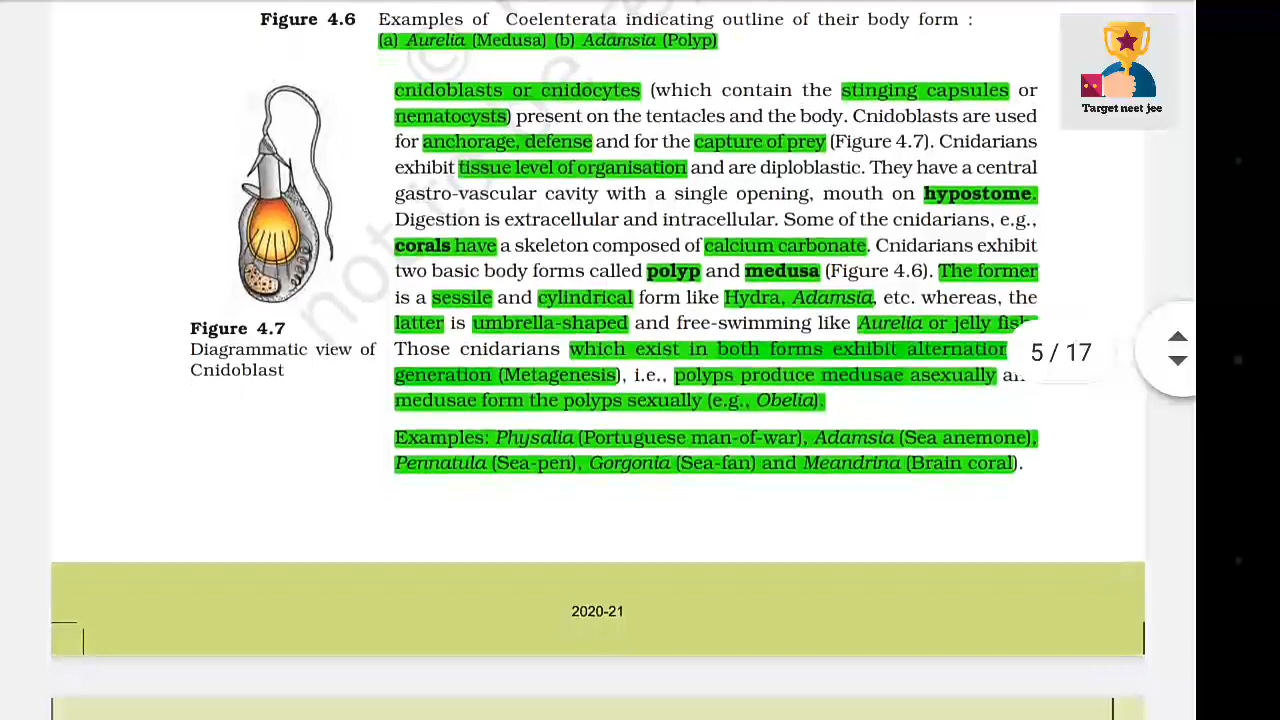 Figure 4.6 Examples of Coelenterata indicating outline of their body form :
(a) Aurelia (Medusa) (b) Adamsia (Polyp)
Target neet jee
cnidoblasts or cnidocytes (which contain the stinging capsules or
nematocysts) present on the tentacles and the body. Cnidoblasts are used
for anchorage, defense and for the capture of prey (Figure 4.7). Cnidarians
exhibit tissue level of organisation and are diploblastic. They have a central
gastro-vascular cavity with a single opening, mouth on hypostome.
Digestion is extracellular and intracellular. Some of the cnidarians, e.g.,
corals have a skeleton composed of calcium carbonate. Cnidarians exhibit
two basic body forms called polyp and medusa (Figure 4.6). The former
is a sessile and cylindrical form like Hydra, Adamsia, etc. whereas, the
latter is umbrella-shaped and free-swimming like Aurelia or jelly fish.
Those cnidarians which exist in both forms exhibit alternation
generation (Metagenesis), i.e., polyps produce medusae asexually an
medusae form the polyps sexually (e.g., Obelia).
Examples: Physalia (Portuguese man-of-war), Adamsia (Sea anemone),
Pennatula (Sea-pen), Gorgonia (Sea-fan) and Meandrina (Brain coral).
Figure 4.7
Diagrammatic view of
Cnidoblast
5 / 17
2020-21